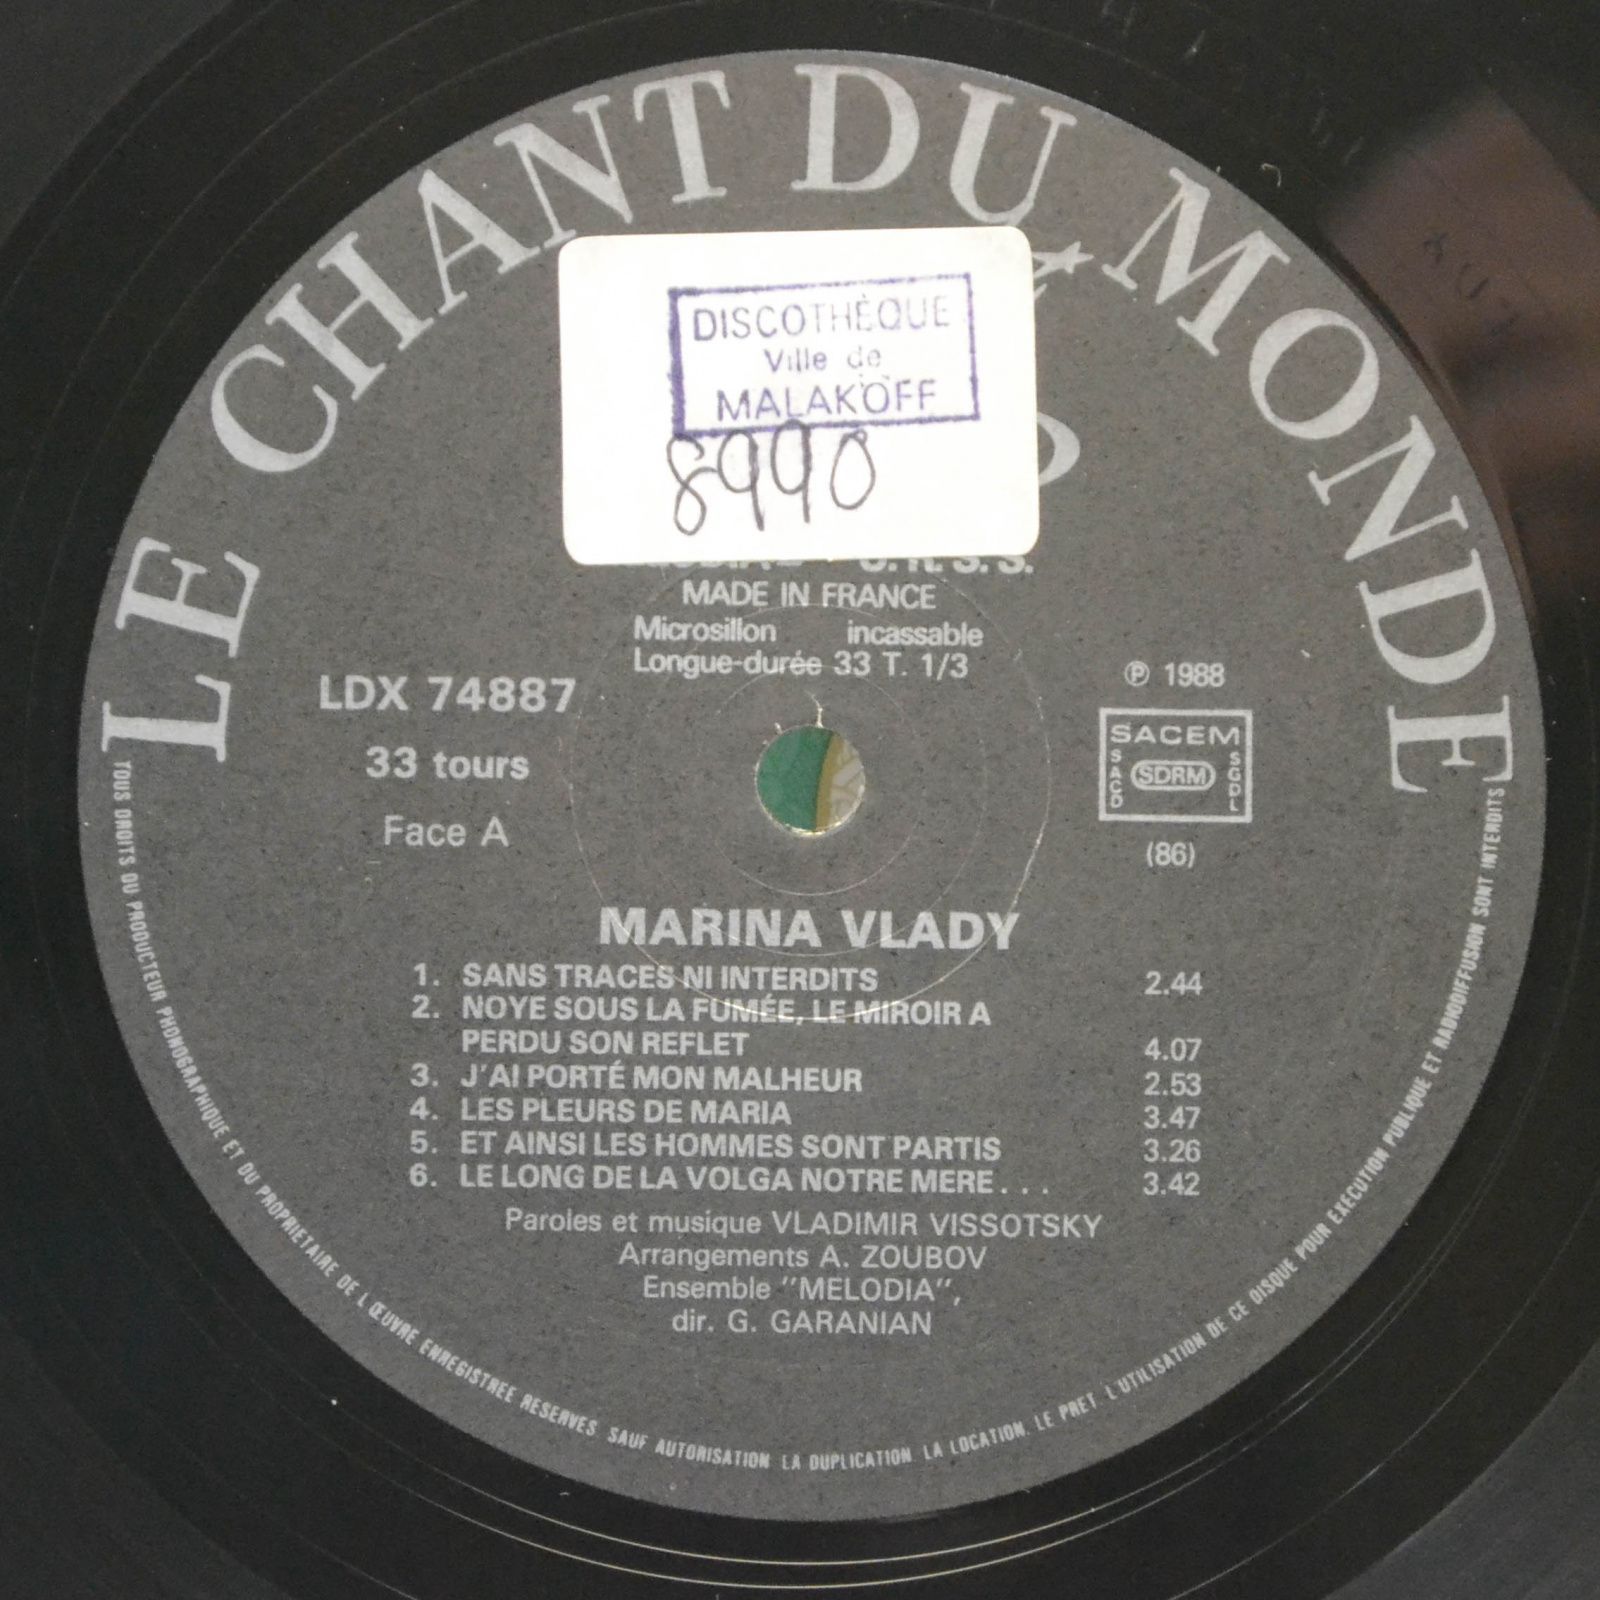 LE CHANT DU MONDE
DISCOTHÈQUE
Ville de
MALAKOFF
8990
U.R.S.S.
MADE IN FRANCE
Microsillon incassable
Longue-durée 33 T. 1/3
LDX 74887
33 tours
Face A
℗ 1988
SACEM
SACD SDRM SGDL
(86)
MARINA VLADY
1. SANS TRACES NI INTERDITS 2.44
2. NOYE SOUS LA FUMÉE, LE MIROIR A
PERDU SON REFLET 4.07
3. J'AI PORTÉ MON MALHEUR 2.53
4. LES PLEURS DE MARIA 3.47
5. ET AINSI LES HOMMES SONT PARTIS 3.26
6. LE LONG DE LA VOLGA NOTRE MERE... 3.42
Paroles et musique VLADIMIR VISSOTSKY
Arrangements A. ZOUBOV
Ensemble "MELODIA",
dir. G. GARANIAN
TOUS DROITS DU PRODUCTEUR PHONOGRAPHIQUE ET DU PROPRIETAIRE DE L'ŒUVRE ENREGISTREE RESERVES SAUF AUTORISATION LA DUPLICATION LA LOCATION LE PRET L'UTILISATION DE CE DISQUE POUR EXECUTION PUBLIQUE ET RADIODIFFUSION SONT INTERDITS